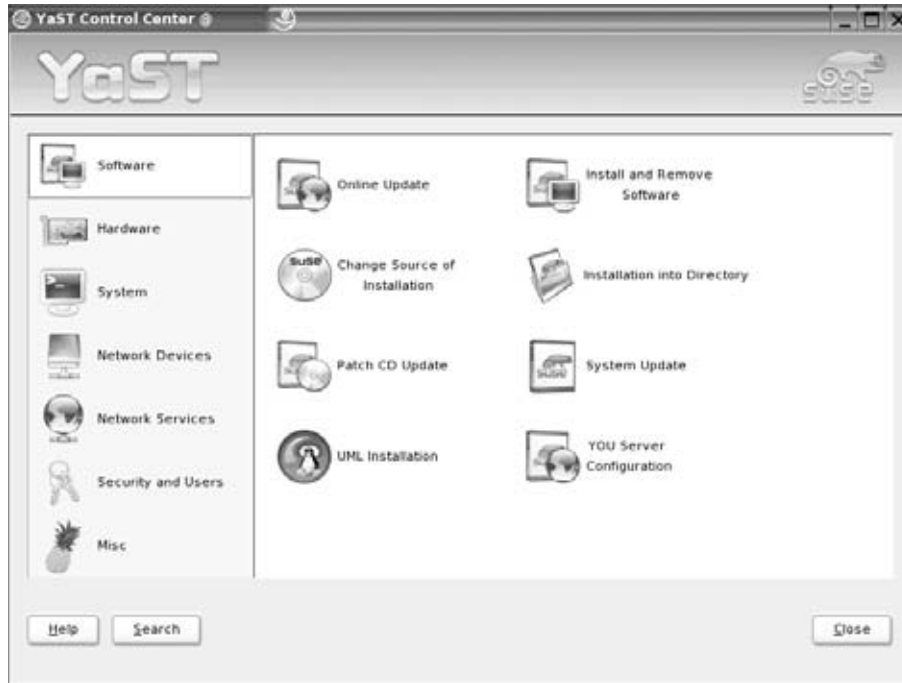 YaST Control Center @
YaST
SUSE
Software
Hardware
System
Network Devices
Network Services
Security and Users
Misc
Online Update
Install and Remove
Software
SUSE
Change Source of
Installation
Installation into Directory
Patch CD Update
SUSE
System Update
UML Installation
YOU Server
Configuration
Help
Search
Close